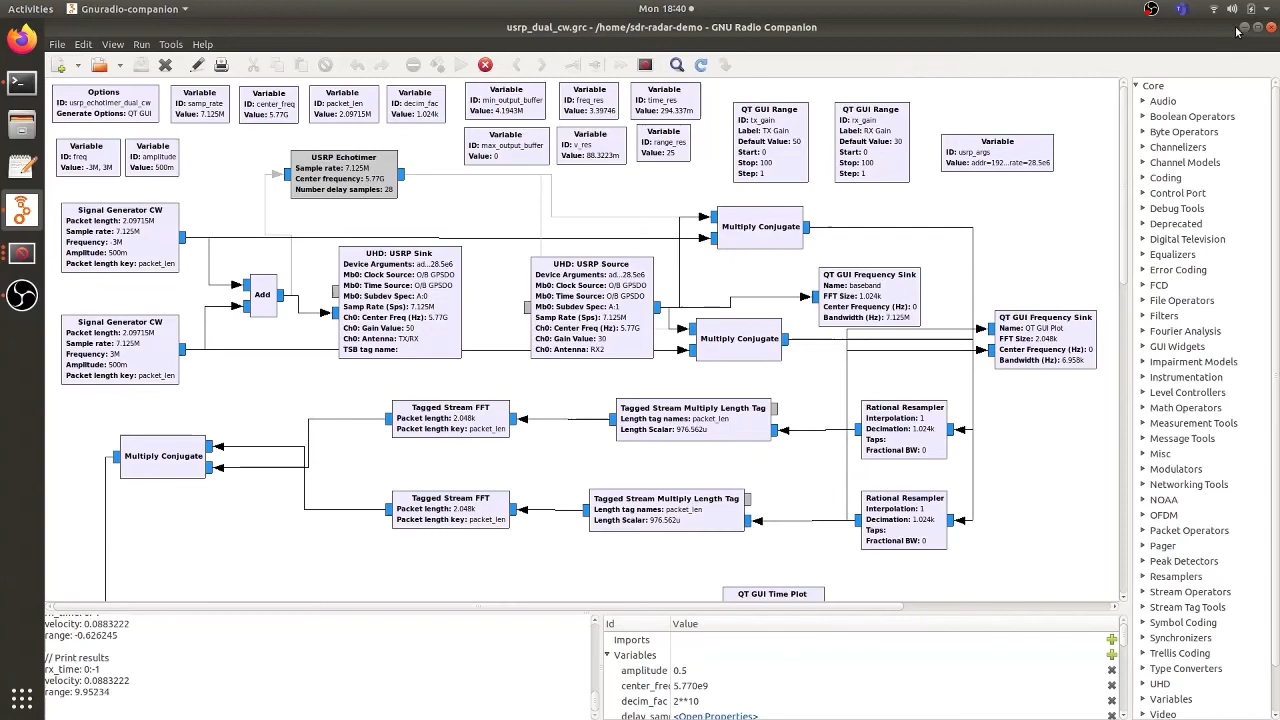 Activities
Gnuradio-companion
Mon 18:40
usrp_dual_cw.grc - /home/sdr-radar-demo - GNU Radio Companion
File Edit View Run Tools Help
Options
ID: usrp_echotimer_dual_cw
Generate Options: QT GUI
Variable
ID: samp_rate
Value: 7.125M
Variable
ID: center_freq
Value: 5.77G
Variable
ID: packet_len
Value: 2.09715M
Variable
ID: decim_fac
Value: 1.024k
Variable
ID: min_output_buffer
Value: 4.1943M
Variable
ID: freq_res
Value: 3.39746
Variable
ID: time_res
Value: 294.337m
Variable
ID: freq
Value: -3M, 3M
Variable
ID: amplitude
Value: 500m
Variable
ID: max_output_buffer
Value: 0
Variable
ID: v_res
Value: 88.3223m
Variable
ID: range_res
Value: 25
QT GUI Range
ID: tx_gain
Label: TX Gain
Default Value: 50
Start: 0
Stop: 100
Step: 1
QT GUI Range
ID: rx_gain
Label: RX Gain
Default Value: 30
Start: 0
Stop: 100
Step: 1
Variable
ID: usrp_args
Value: addr=192...rate=28.5e6
USRP Echotimer
Sample rate: 7.125M
Center frequency: 5.77G
Number delay samples: 28
Signal Generator CW
Packet length: 2.09715M
Sample rate: 7.125M
Frequency: -3M
Amplitude: 500m
Packet length key: packet_len
Signal Generator CW
Packet length: 2.09715M
Sample rate: 7.125M
Frequency: 3M
Amplitude: 500m
Packet length key: packet_len
Add
UHD: USRP Sink
Device Arguments: ad...28.5e6
Mb0: Clock Source: O/B GPSDO
Mb0: Time Source: O/B GPSDO
Mb0: Subdev Spec: A:0
Samp Rate (Sps): 7.125M
Ch0: Center Freq (Hz): 5.77G
Ch0: Gain Value: 50
Ch0: Antenna: TX/RX
TSB tag name:
UHD: USRP Source
Device Arguments: ad...28.5e6
Mb0: Clock Source: O/B GPSDO
Mb0: Time Source: O/B GPSDO
Mb0: Subdev Spec: A:1
Samp Rate (Sps): 7.125M
Ch0: Center Freq (Hz): 5.77G
Ch0: Gain Value: 30
Ch0: Antenna: RX2
Multiply Conjugate
Multiply Conjugate
QT GUI Frequency Sink
Name: baseband
FFT Size: 1.024k
Center Frequency (Hz): 0
Bandwidth (Hz): 7.125M
QT GUI Frequency Sink
Name: QT GUI Plot
FFT Size: 2.048k
Center Frequency (Hz): 0
Bandwidth (Hz): 6.958k
Multiply Conjugate
Tagged Stream FFT
Packet length: 2.048k
Packet length key: packet_len
Tagged Stream Multiply Length Tag
Length tag names: packet_len
Length Scalar: 976.562u
Rational Resampler
Interpolation: 1
Decimation: 1.024k
Taps:
Fractional BW: 0
Tagged Stream FFT
Packet length: 2.048k
Packet length key: packet_len
Tagged Stream Multiply Length Tag
Length tag names: packet_len
Length Scalar: 976.562u
Rational Resampler
Interpolation: 1
Decimation: 1.024k
Taps:
Fractional BW: 0
QT GUI Time Plot
velocity: 0.0883222
range: -0.626245
// Print results
rx_time: 0:-1
velocity: 0.0883222
range: 9.95234
Id Value
Imports
Variables
amplitude 0.5
center_fre 5.770e9
decim_fac 2**10
delay_sam <Open Properties>
Core
Audio
Boolean Operators
Byte Operators
Channelizers
Channel Models
Coding
Control Port
Debug Tools
Deprecated
Digital Television
Equalizers
Error Coding
FCD
File Operators
Filters
Fourier Analysis
GUI Widgets
Impairment Models
Instrumentation
Level Controllers
Math Operators
Measurement Tools
Message Tools
Misc
Modulators
Networking Tools
NOAA
OFDM
Packet Operators
Pager
Peak Detectors
Resamplers
Stream Operators
Stream Tag Tools
Symbol Coding
Synchronizers
Trellis Coding
Type Converters
UHD
Variables
Video